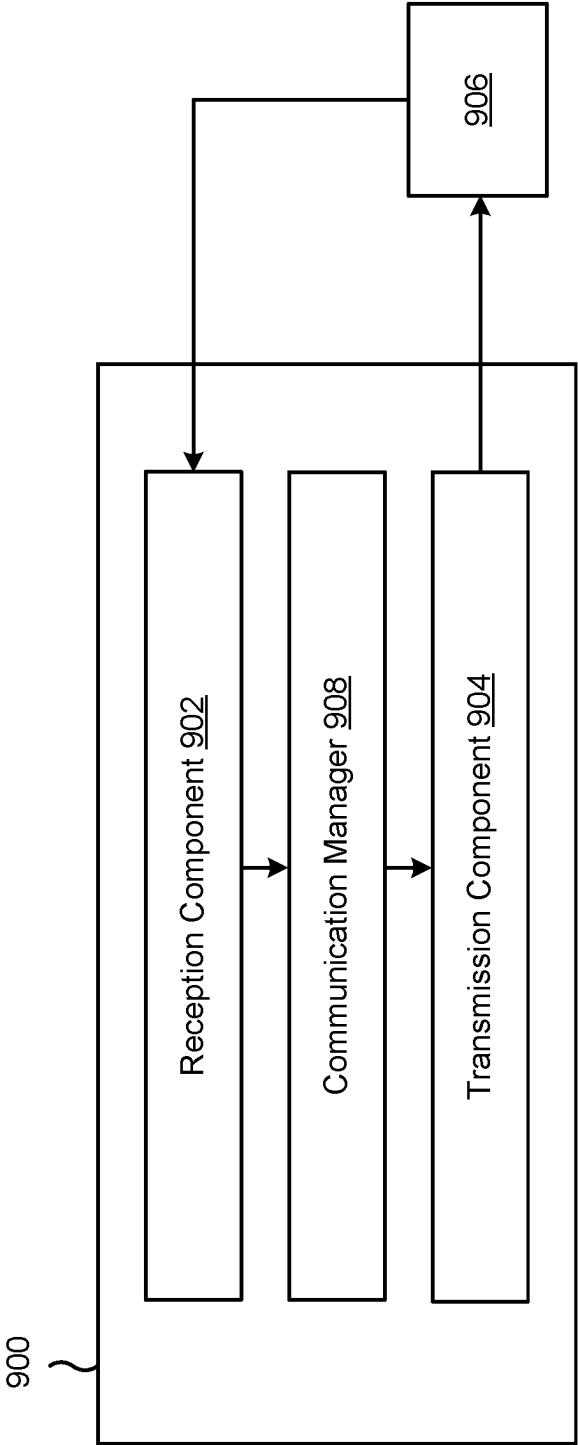 900
Reception Component 902
Communication Manager 908
Transmission Component 904
906